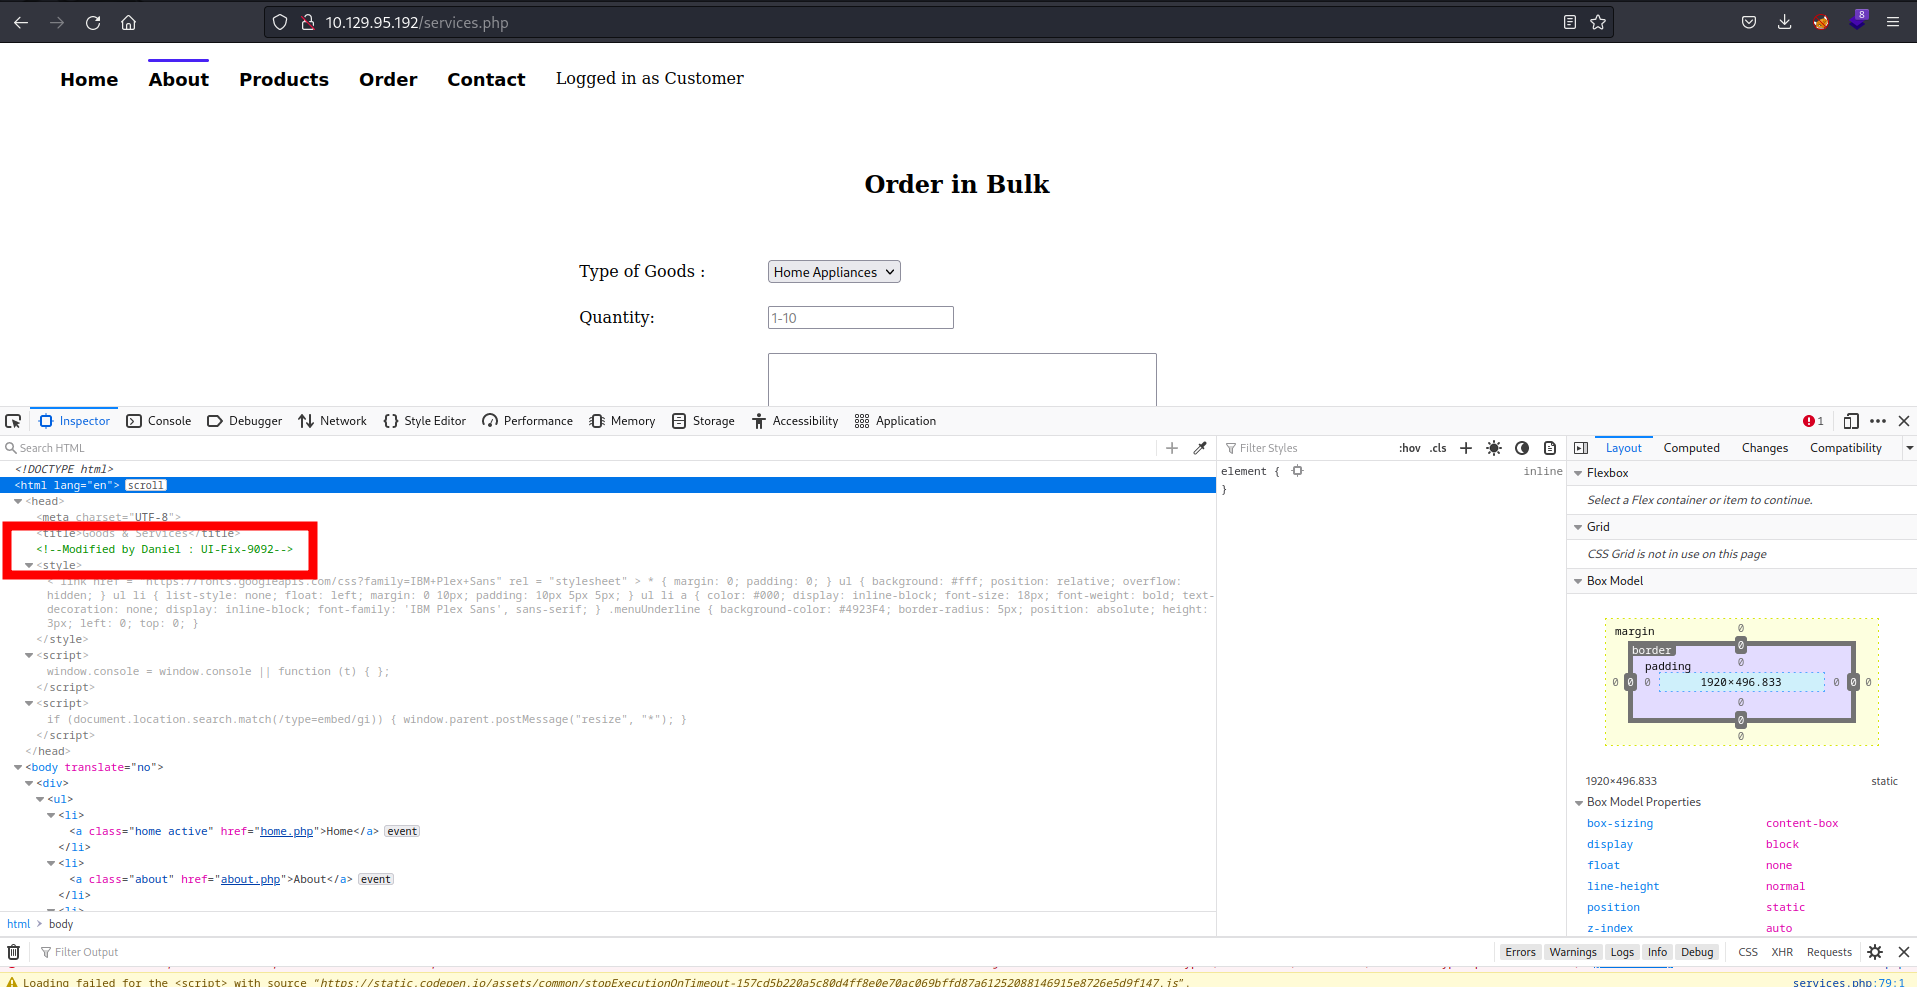 10.129.95.192/services.php
8
Home About Products Order Contact Logged in as Customer
Order in Bulk
Type of Goods : Home Appliances
Quantity: 1-10
Inspector Console Debugger Network Style Editor Performance Memory Storage Accessibility Application 1
Search HTML
Filter Styles :hov .cls
Layout Computed Changes Compatibility
<!DOCTYPE html>
<html lang="en"> scroll
<head>
<meta charset="UTF-8">
<title>Goods & Services</title>
<!--Modified by Daniel : UI-Fix-9092-->
<style>
< link href = "https://fonts.googleapis.com/css?family=IBM+Plex+Sans" rel = "stylesheet" > * { margin: 0; padding: 0; } ul { background: #fff; position: relative; overflow:
hidden; } ul li { list-style: none; float: left; margin: 0 10px; padding: 10px 5px 5px; } ul li a { color: #000; display: inline-block; font-size: 18px; font-weight: bold; text-
decoration: none; display: inline-block; font-family: 'IBM Plex Sans', sans-serif; } .menuUnderline { background-color: #4923F4; border-radius: 5px; position: absolute; height:
3px; left: 0; top: 0; }
</style>
<script>
window.console = window.console || function (t) { };
</script>
<script>
if (document.location.search.match(/type=embed/gi)) { window.parent.postMessage("resize", "*"); }
</script>
</head>
<body translate="no">
<div>
<ul>
<li>
<a class="home active" href="home.php">Home</a> event
</li>
<li>
<a class="about" href="about.php">About</a> event
</li>
<li>
html > body
element { inline
}
Flexbox
Select a Flex container or item to continue.
Grid
CSS Grid is not in use on this page
Box Model
margin 0
border 0
padding 0
0 0 0 1920×496.833 0 0 0
0
0
0
1920×496.833 static
Box Model Properties
box-sizing content-box
display block
float none
line-height normal
position static
z-index auto
Filter Output Errors Warnings Logs Info Debug CSS XHR Requests
Loading failed for the <script> with source "https://static.codepen.io/assets/common/stopExecutionOnTimeout-157cd5b220a5c80d4ff8e0e70ac069bffd87a61252088146915e8726e5d9f147.js". services.php:79:1